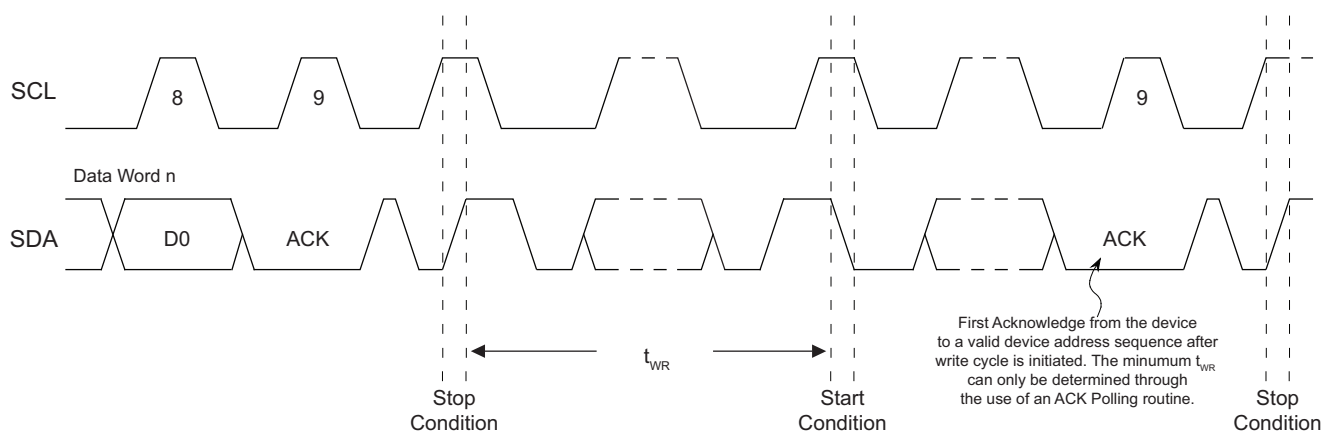 SCL
8
9
9
Data Word n
SDA
D0
ACK
ACK
First Acknowledge from the device
to a valid device address sequence after
write cycle is initiated. The minumum tWR
can only be determined through
the use of an ACK Polling routine.
tWR
Stop
Condition
Start
Condition
Stop
Condition